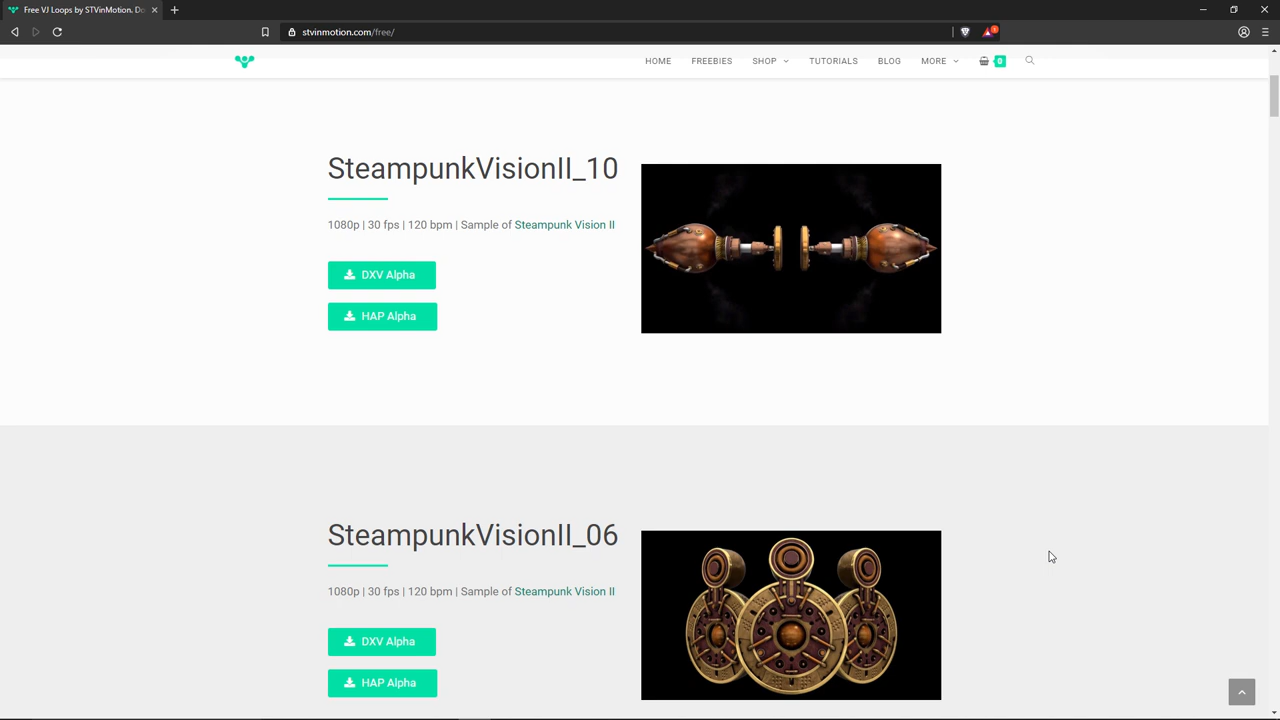 Free VJ Loops by STVinMotion. Do
stvinmotion.com/free/
HOME FREEBIES SHOP TUTORIALS BLOG MORE 0
SteampunkVisionII_10
1080p | 30 fps | 120 bpm | Sample of Steampunk Vision II
DXV Alpha
HAP Alpha
SteampunkVisionII_06
1080p | 30 fps | 120 bpm | Sample of Steampunk Vision II
DXV Alpha
HAP Alpha